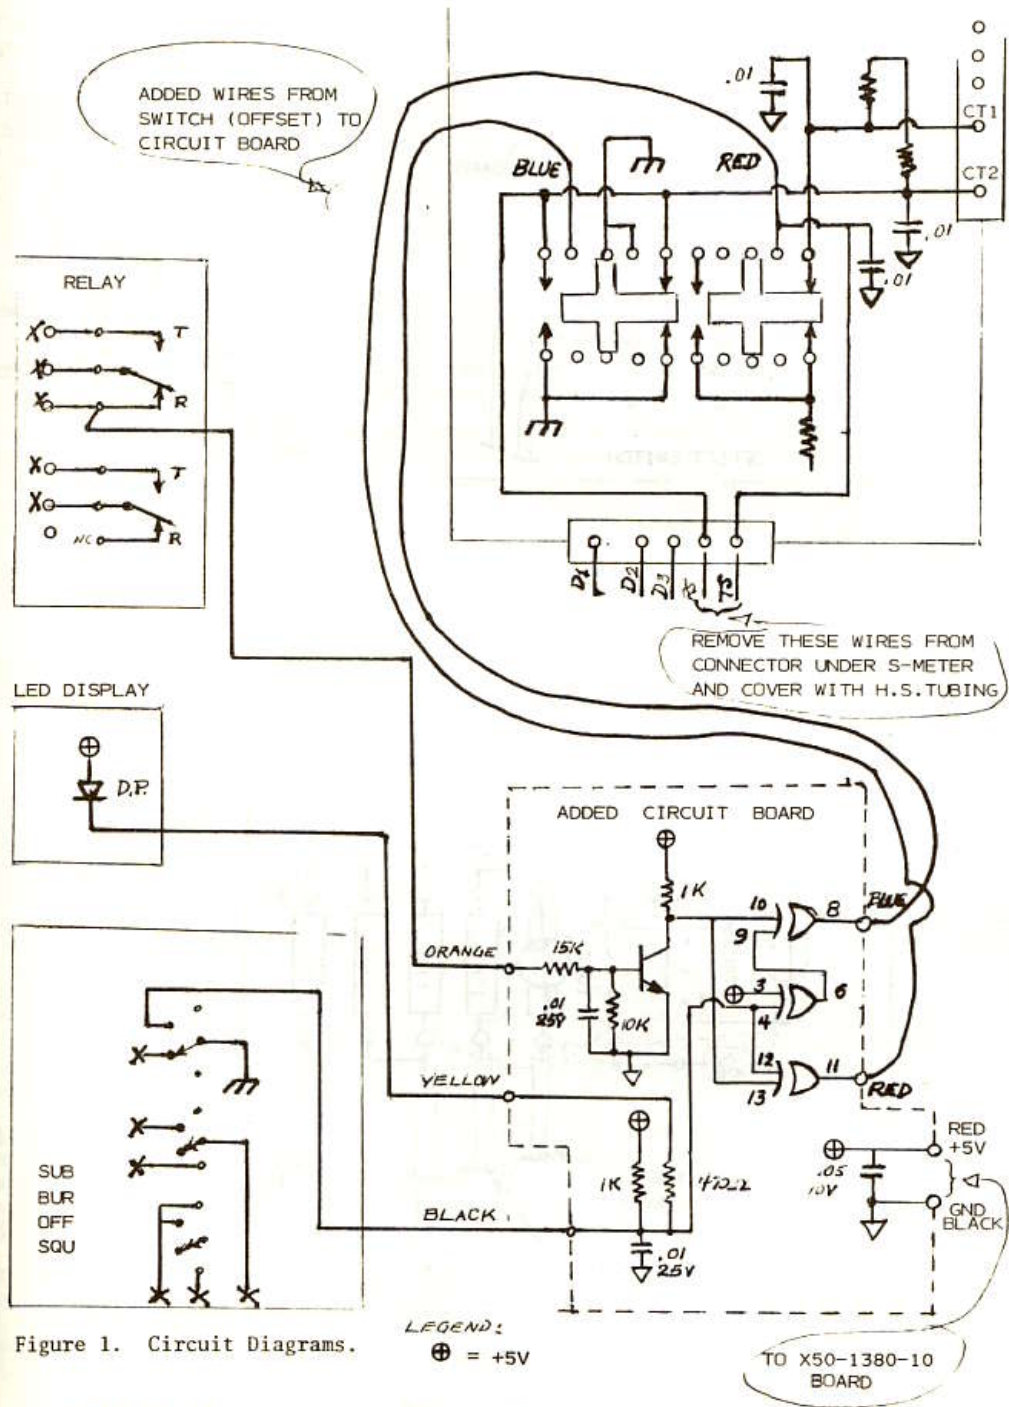 ADDED WIRES FROM
SWITCH (OFFSET) TO
CIRCUIT BOARD
BLUE
RED
.01
CT1
CT2
.01
.01
RELAY
X
T
X
X
R
X
T
X
NC
R
D1
D2
D3
TS
REMOVE THESE WIRES FROM
CONNECTOR UNDER S-METER
AND COVER WITH H.S.TUBING
LED DISPLAY
⊕
D.P.
ADDED CIRCUIT BOARD
⊕
1K
10
9
8
BLUE
ORANGE
15K
.01
25V
10K
⊕
3
4
6
12
13
11
RED
YELLOW
⊕
1K
BLACK
.01
25V
⊕
.05
10V
RED
+5V
GND
BLACK
X
X
X
SUB
BUR
OFF
SQU
X X X
Figure 1. Circuit Diagrams.
LEGEND:
⊕ = +5V
TO X50-1380-10
BOARD